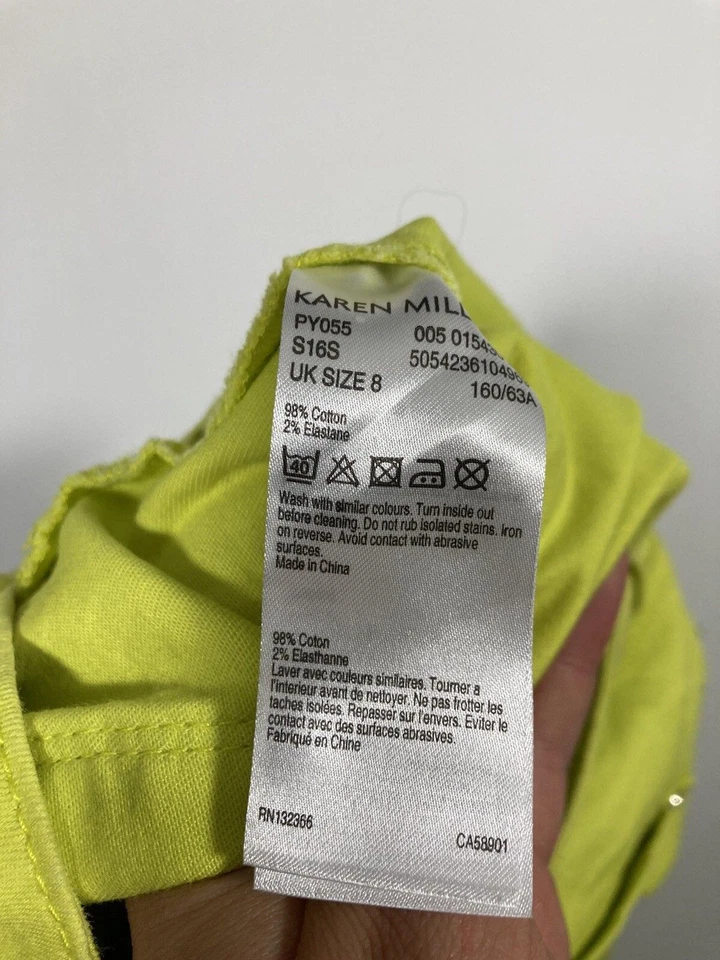 KAREN MILL
PY055 005 0154
S16S 5054236104
UK SIZE 8 160/63A
98% Cotton
2% Elastane
40
Wash with similar colours. Turn inside out
before cleaning. Do not rub isolated stains. Iron
on reverse. Avoid contact with abrasive
surfaces.
Made in China
98% Coton
2% Elasthanne
Laver avec couleurs similaires. Tourner a
l'interieur avant de nettoyer. Ne pas frotter les
taches isolées. Repasser sur l'envers. Eviter le
contact avec des surfaces abrasives.
Fabriqué en Chine
RN132366
CA58901